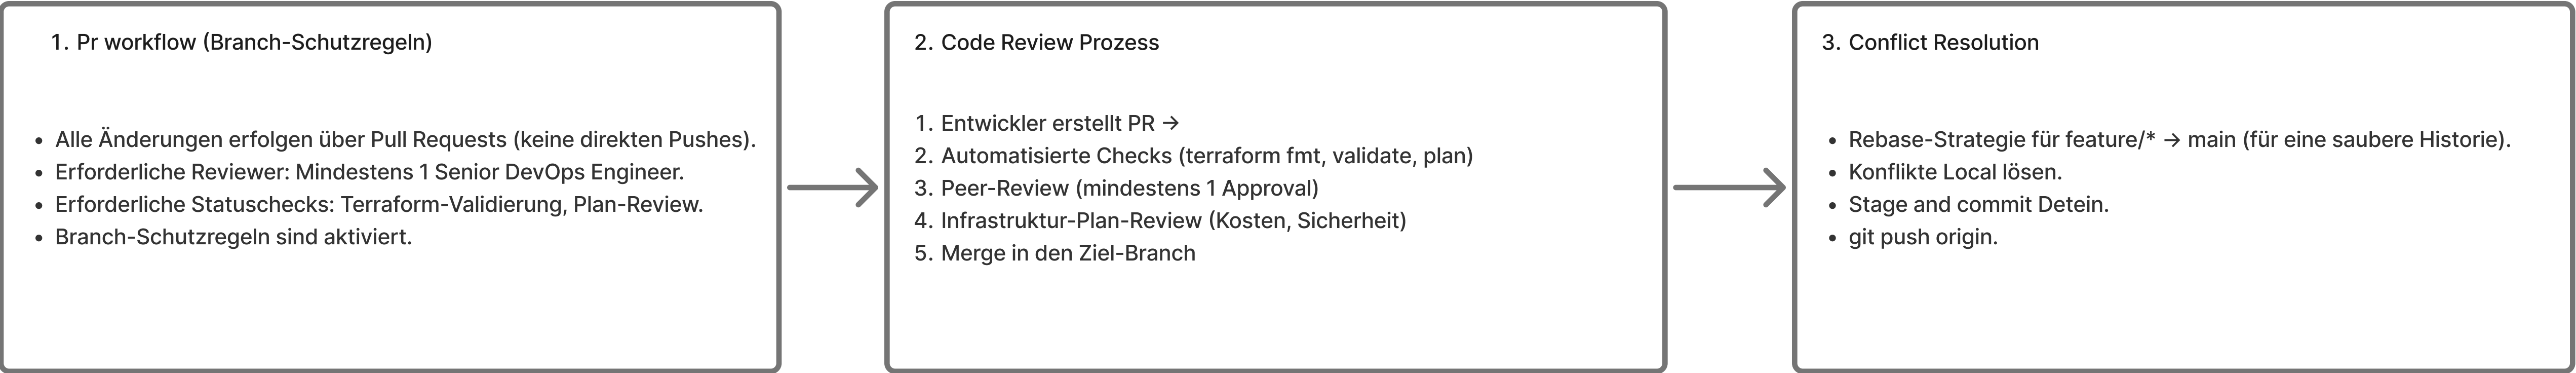 1. Pr workflow (Branch-Schutzregeln)
• Alle Änderungen erfolgen über Pull Requests (keine direkten Pushes).
• Erforderliche Reviewer: Mindestens 1 Senior DevOps Engineer.
• Erforderliche Statuschecks: Terraform-Validierung, Plan-Review.
• Branch-Schutzregeln sind aktiviert.
2. Code Review Prozess
1. Entwickler erstellt PR →
2. Automatisierte Checks (terraform fmt, validate, plan)
3. Peer-Review (mindestens 1 Approval)
4. Infrastruktur-Plan-Review (Kosten, Sicherheit)
5. Merge in den Ziel-Branch
3. Conflict Resolution
• Rebase-Strategie für feature/* → main (für eine saubere Historie).
• Konflikte Local lösen.
• Stage and commit Detein.
• git push origin.